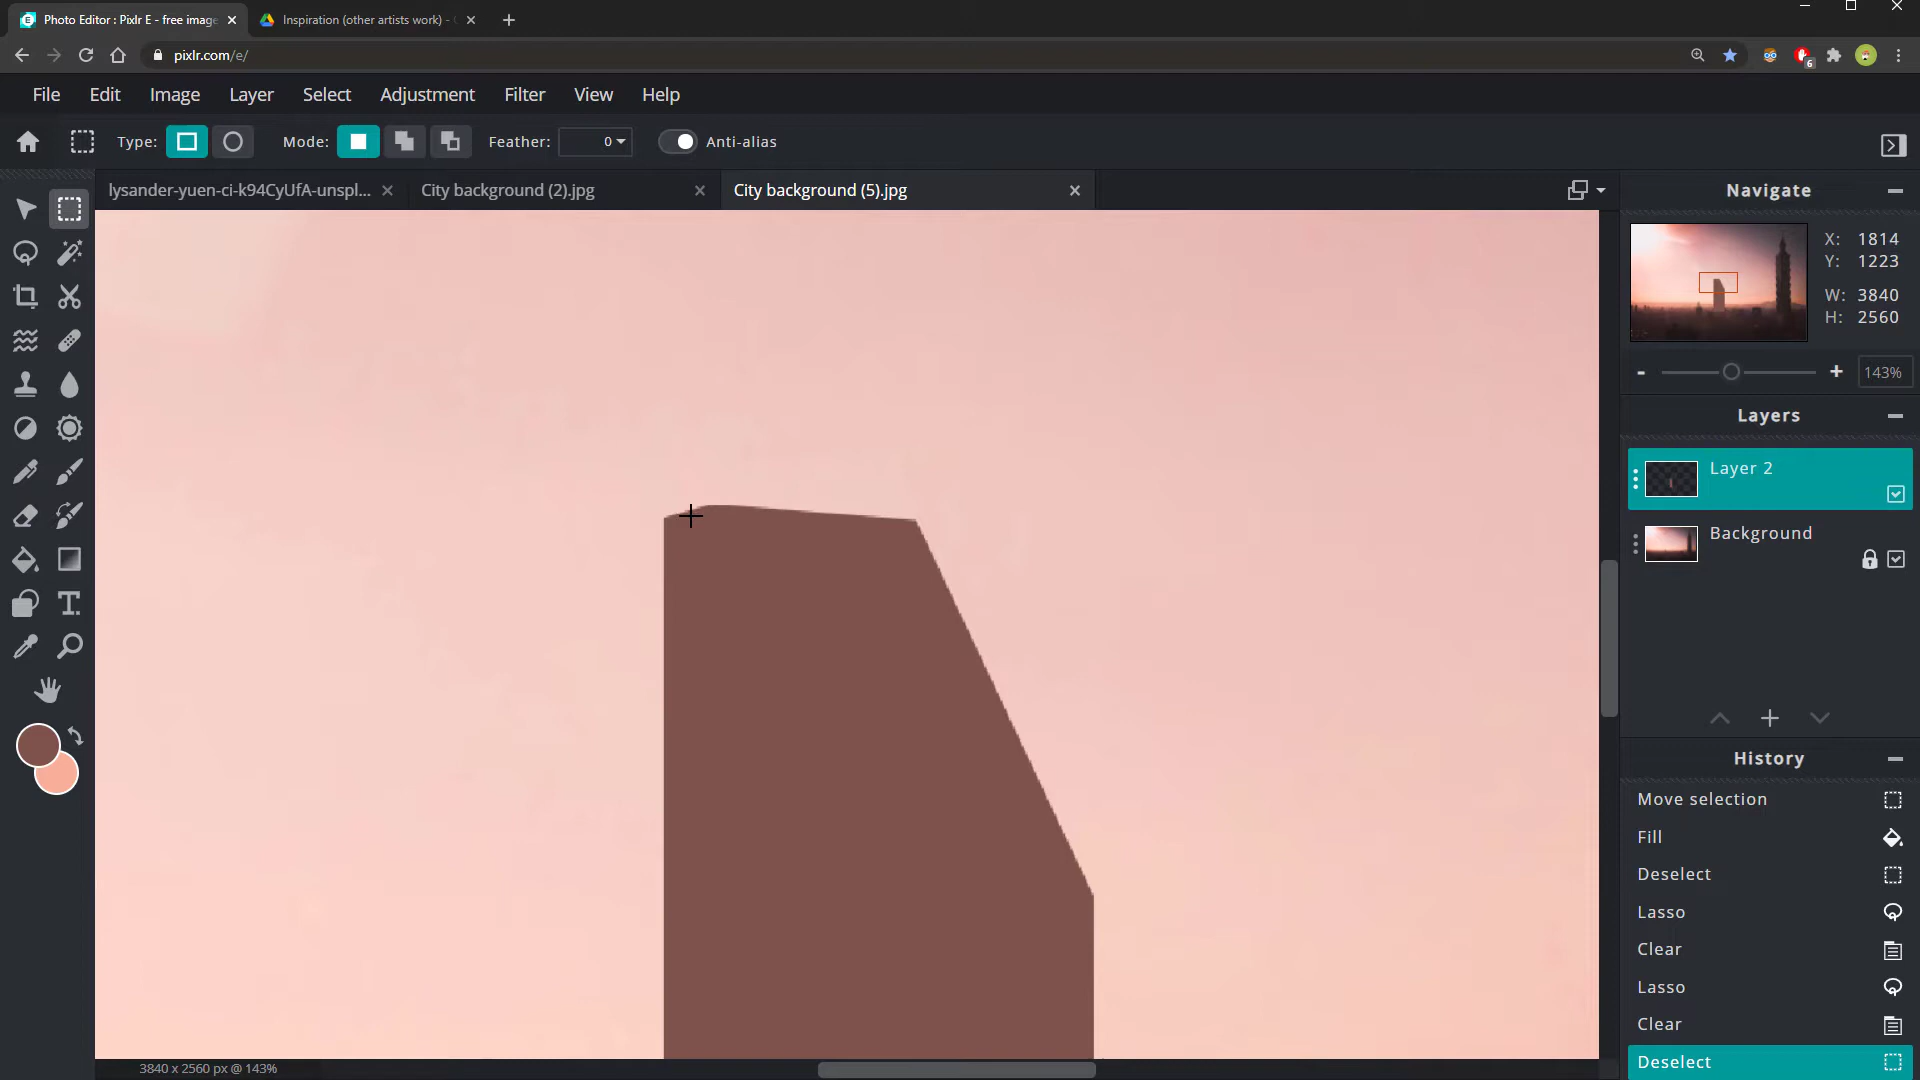 Photo Editor : Pixlr E - free image
Inspiration (other artists work) -
pixlr.com/e/
6
File Edit Image Layer Select Adjustment Filter View Help
Type: Mode: Feather: 0 Anti-alias
lysander-yuen-ci-k94CyUfA-unspl... City background (2).jpg City background (5).jpg
Navigate
X: 1814
Y: 1223
W: 3840
H: 2560
- + 143%
Layers
Layer 2
Background
History
Move selection
Fill
Deselect
Lasso
Clear
Lasso
Clear
Deselect
3840 x 2560 px @ 143%